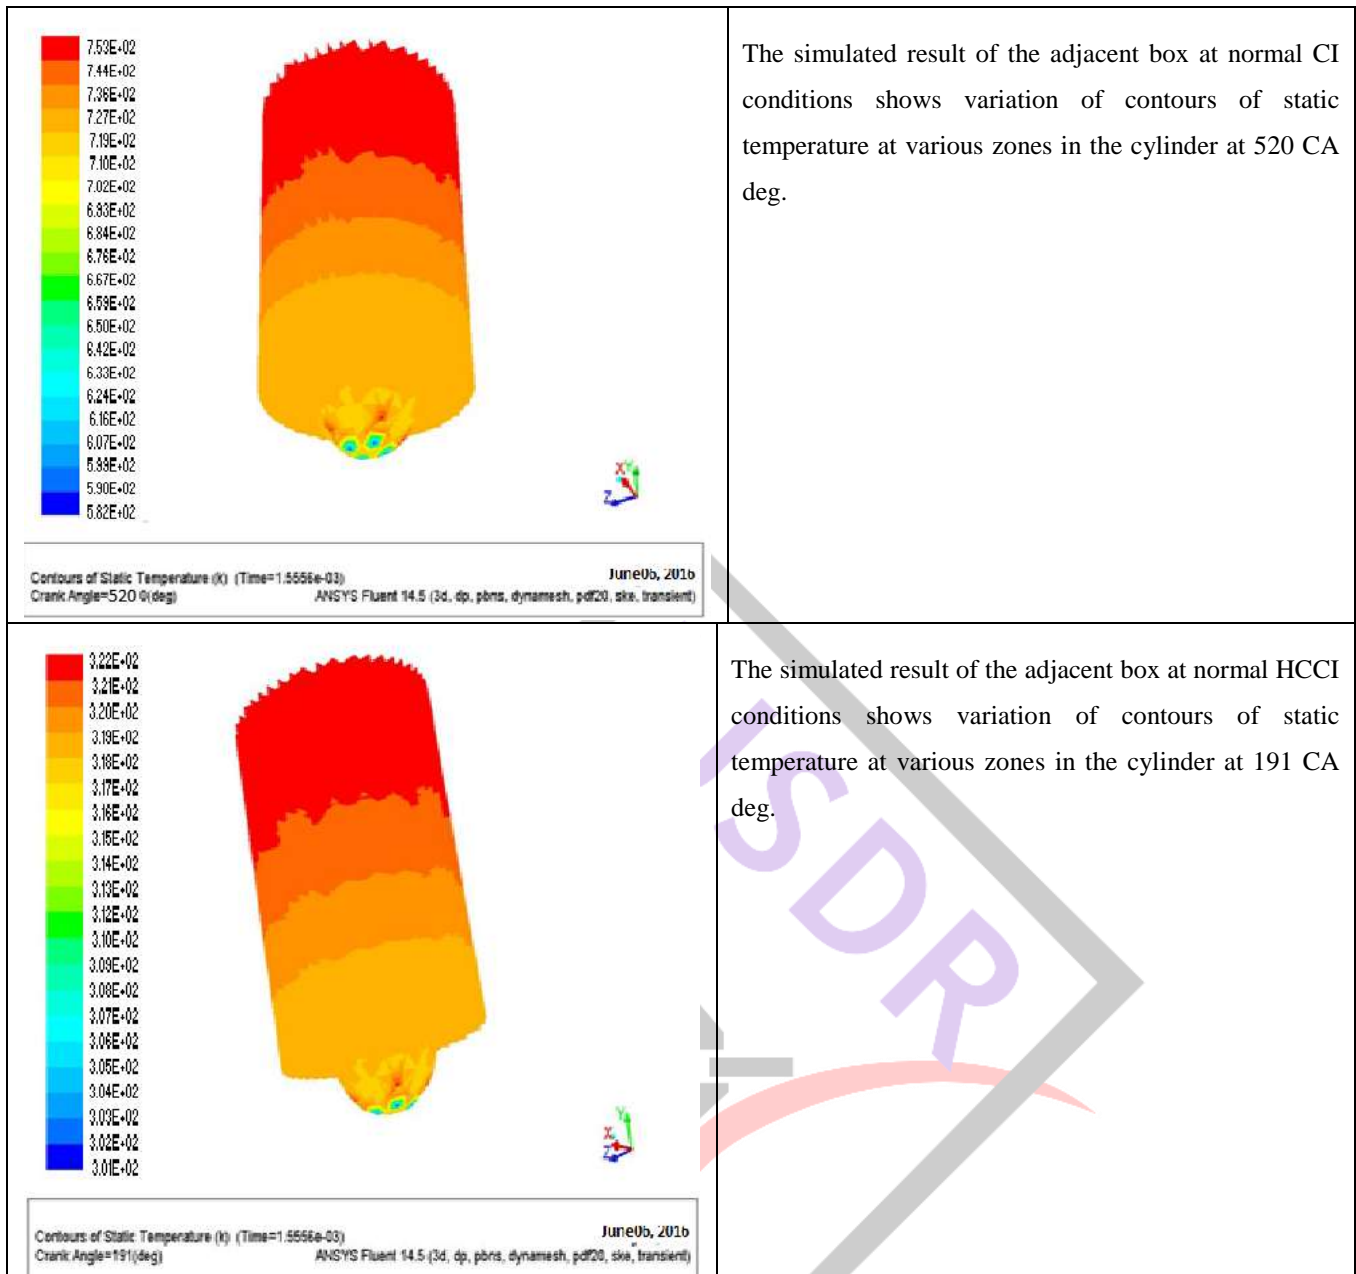 7.53E+02
7.44E+02
7.36E+02
7.27E+02
7.19E+02
7.10E+02
7.02E+02
6.93E+02
6.84E+02
6.76E+02
6.67E+02
6.59E+02
6.50E+02
6.42E+02
6.33E+02
6.24E+02
6.16E+02
6.07E+02
5.99E+02
5.90E+02
5.82E+02
X Y
Z
Contours of Static Temperature (k) (Time=1.5556e-03)
June06, 2016
Crank Angle=520 0(deg)
ANSYS Fluent 14.5 (3d, dp, pbns, dynamesh, pdf20, ske, transient)
The simulated result of the adjacent box at normal CI
conditions shows variation of contours of static
temperature at various zones in the cylinder at 520 CA
deg.
3.22E+02
3.21E+02
3.20E+02
3.19E+02
3.18E+02
3.17E+02
3.16E+02
3.15E+02
3.14E+02
3.13E+02
3.12E+02
3.10E+02
3.09E+02
3.08E+02
3.07E+02
3.06E+02
3.05E+02
3.04E+02
3.03E+02
3.02E+02
3.01E+02
Y
X
Z
Contours of Static Temperature (k) (Time=1.5556e-03)
June06, 2016
Crank Angle=191(deg)
ANSYS Fluent 14.5 (3d, dp, pbns, dynamesh, pdf20, ske, transient)
The simulated result of the adjacent box at normal HCCI
conditions shows variation of contours of static
temperature at various zones in the cylinder at 191 CA
deg.
SDR